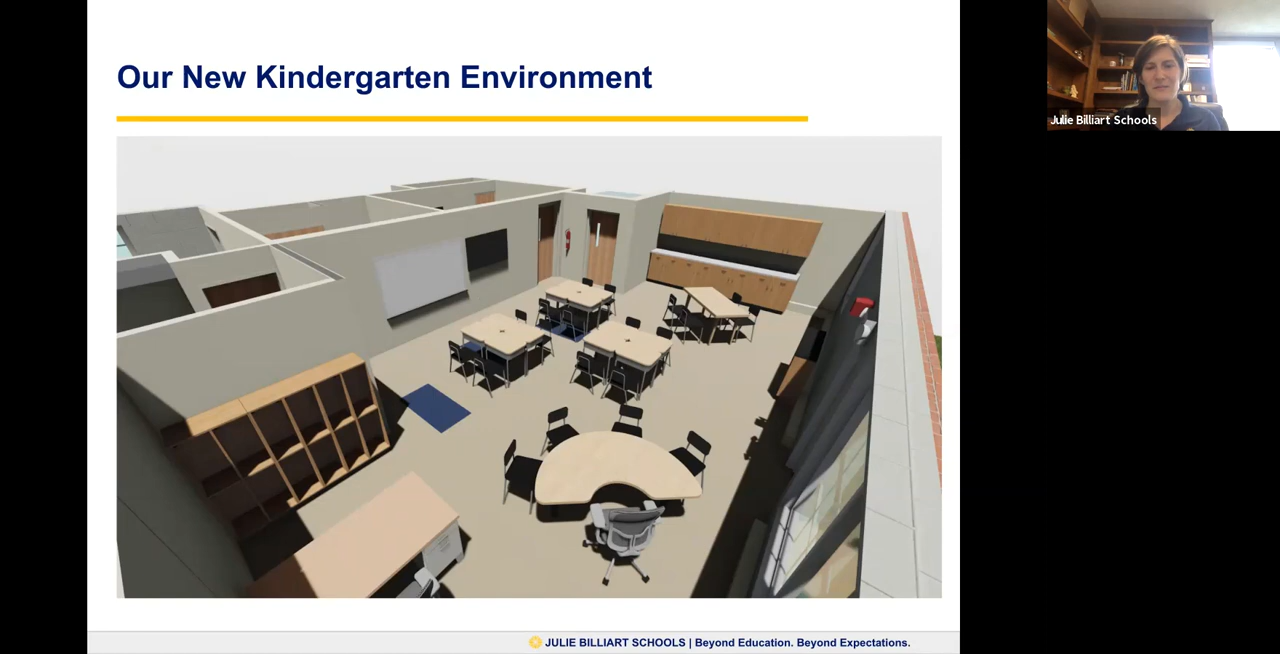 Our New Kindergarten Environment
Julie Billiart Schools
JULIE BILLIART SCHOOLS | Beyond Education. Beyond Expectations.